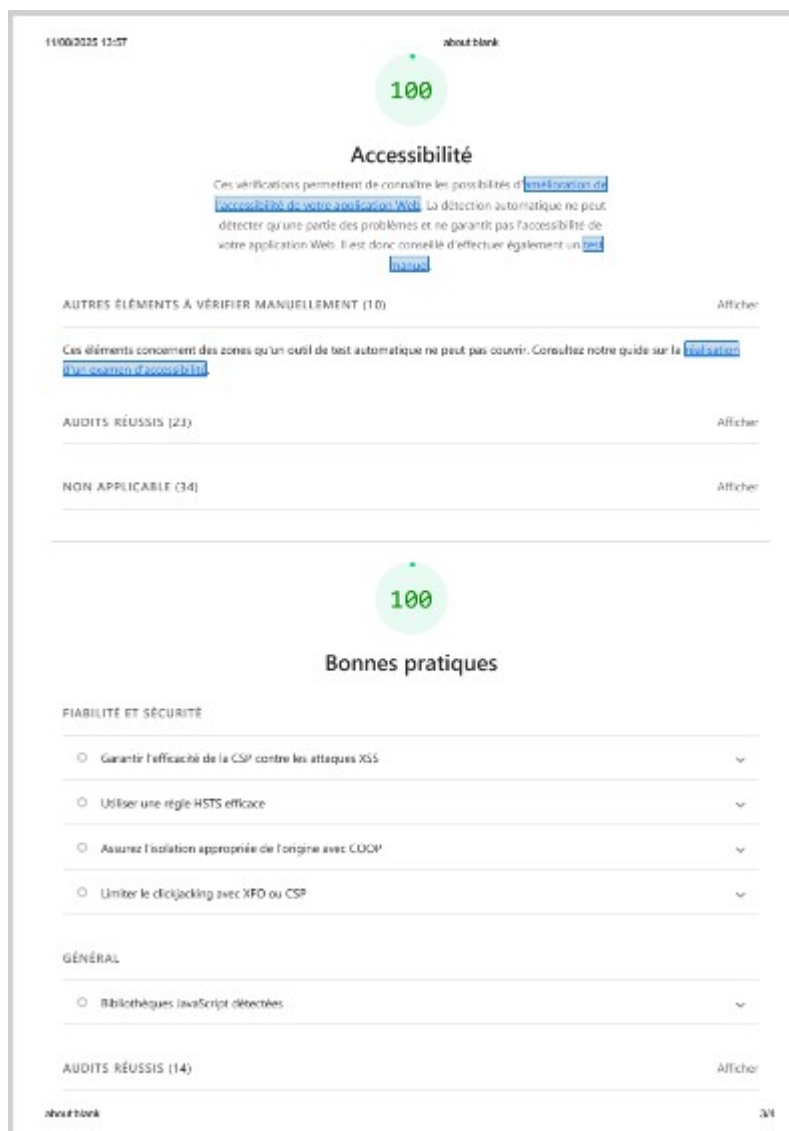 11/08/2025 13:57
about:blank
100
Accessibilité
Ces vérifications permettent de connaître les possibilités d'amélioration de
l'accessibilité de votre application Web. La détection automatique ne peut
détecter qu'une partie des problèmes et ne garantit pas l'accessibilité de
votre application Web. Il est donc conseillé d'effectuer également un test
manuel.
AUTRES ÉLÉMENTS À VÉRIFIER MANUELLEMENT (10) Afficher
Ces éléments concernent des zones qu'un outil de test automatique ne peut pas couvrir. Consultez notre guide sur la réalisation
d'un examen d'accessibilité.
AUDITS RÉUSSIS (23) Afficher
NON APPLICABLE (34) Afficher
100
Bonnes pratiques
FIABILITÉ ET SÉCURITÉ
Garantir l'efficacité de la CSP contre les attaques XSS
Utiliser une règle HSTS efficace
Assurez l'isolation appropriée de l'origine avec COOP
Limiter le clickjacking avec XFO ou CSP
GÉNÉRAL
Bibliothèques JavaScript détectées
AUDITS RÉUSSIS (14) Afficher
about:blank 3/4